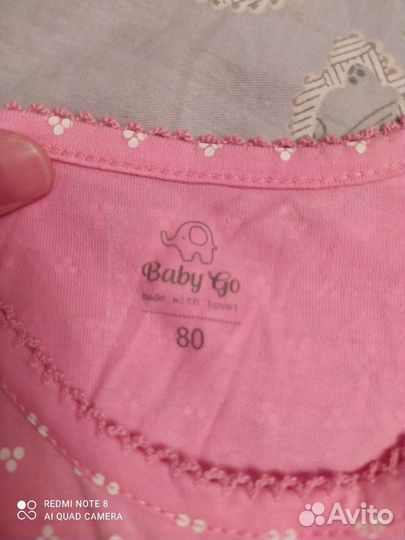 Baby Go
made with love!
80
REDMI NOTE 8
AI QUAD CAMERA
Avito